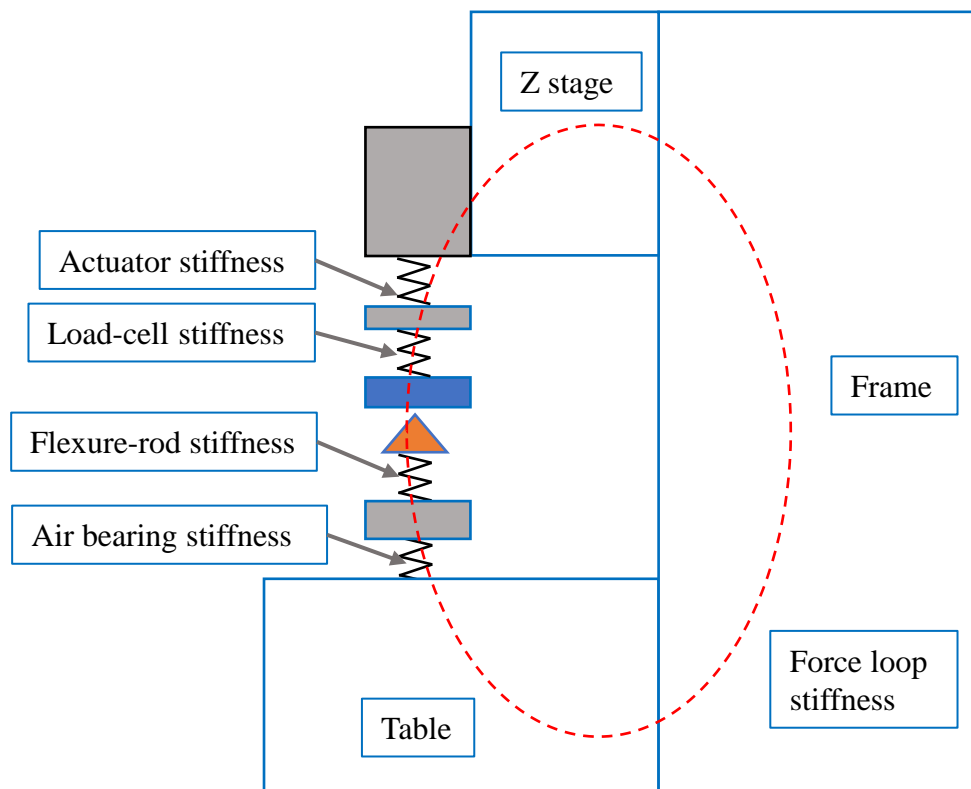 Z stage
Actuator stiffness
Load-cell stiffness
Frame
Flexure-rod stiffness
Air bearing stiffness
Force loop
stiffness
Table